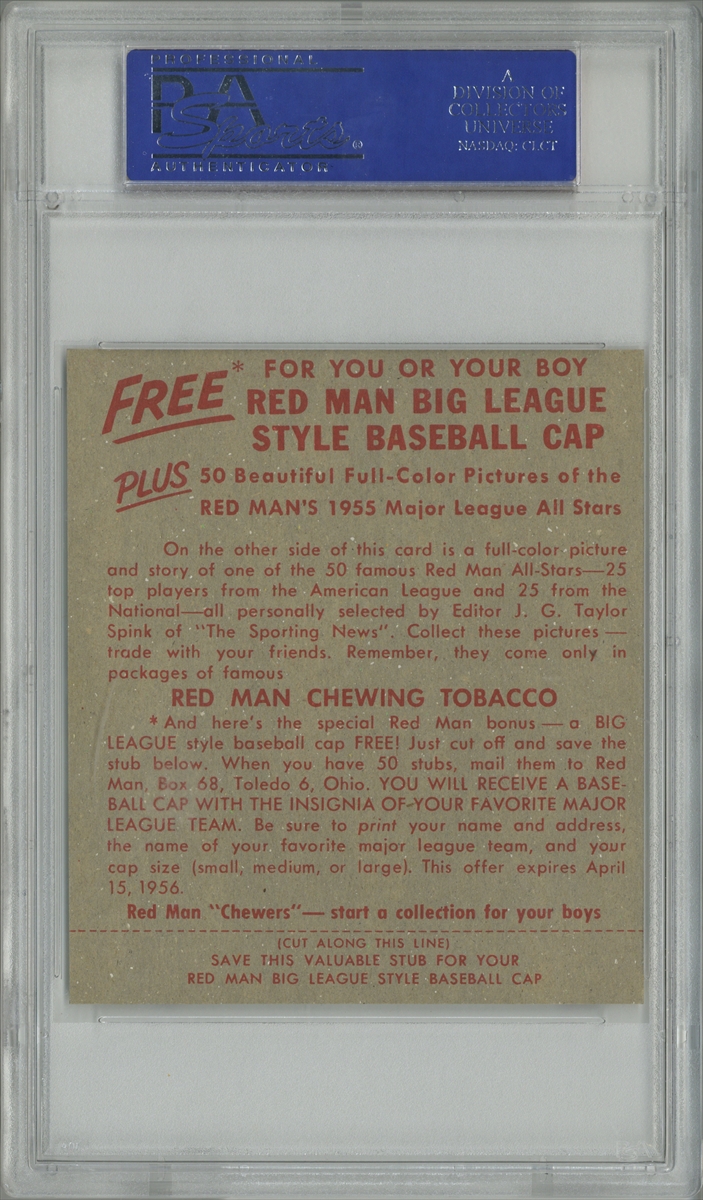 PROFESSIONAL
PSA
Sports®
AUTHENTICATOR
A
DIVISION OF
COLLECTORS
UNIVERSE
NASDAQ: CLCT
FREE* FOR YOU OR YOUR BOY
RED MAN BIG LEAGUE
STYLE BASEBALL CAP
PLUS 50 Beautiful Full-Color Pictures of the
RED MAN'S 1955 Major League All Stars
On the other side of this card is a full-color picture
and story of one of the 50 famous Red Man All-Stars—25
top players from the American League and 25 from the
National—all personally selected by Editor J. G. Taylor
Spink of "The Sporting News". Collect these pictures —
trade with your friends. Remember, they come only in
packages of famous
RED MAN CHEWING TOBACCO
*And here's the special Red Man bonus — a BIG
LEAGUE style baseball cap FREE! Just cut off and save the
stub below. When you have 50 stubs, mail them to Red
Man, Box 68, Toledo 6, Ohio. YOU WILL RECEIVE A BASE-
BALL CAP WITH THE INSIGNIA OF YOUR FAVORITE MAJOR
LEAGUE TEAM. Be sure to print your name and address,
the name of your favorite major league team, and your
cap size (small, medium, or large). This offer expires April
15, 1956.
Red Man "Chewers"— start a collection for your boys
(CUT ALONG THIS LINE)
SAVE THIS VALUABLE STUB FOR YOUR
RED MAN BIG LEAGUE STYLE BASEBALL CAP